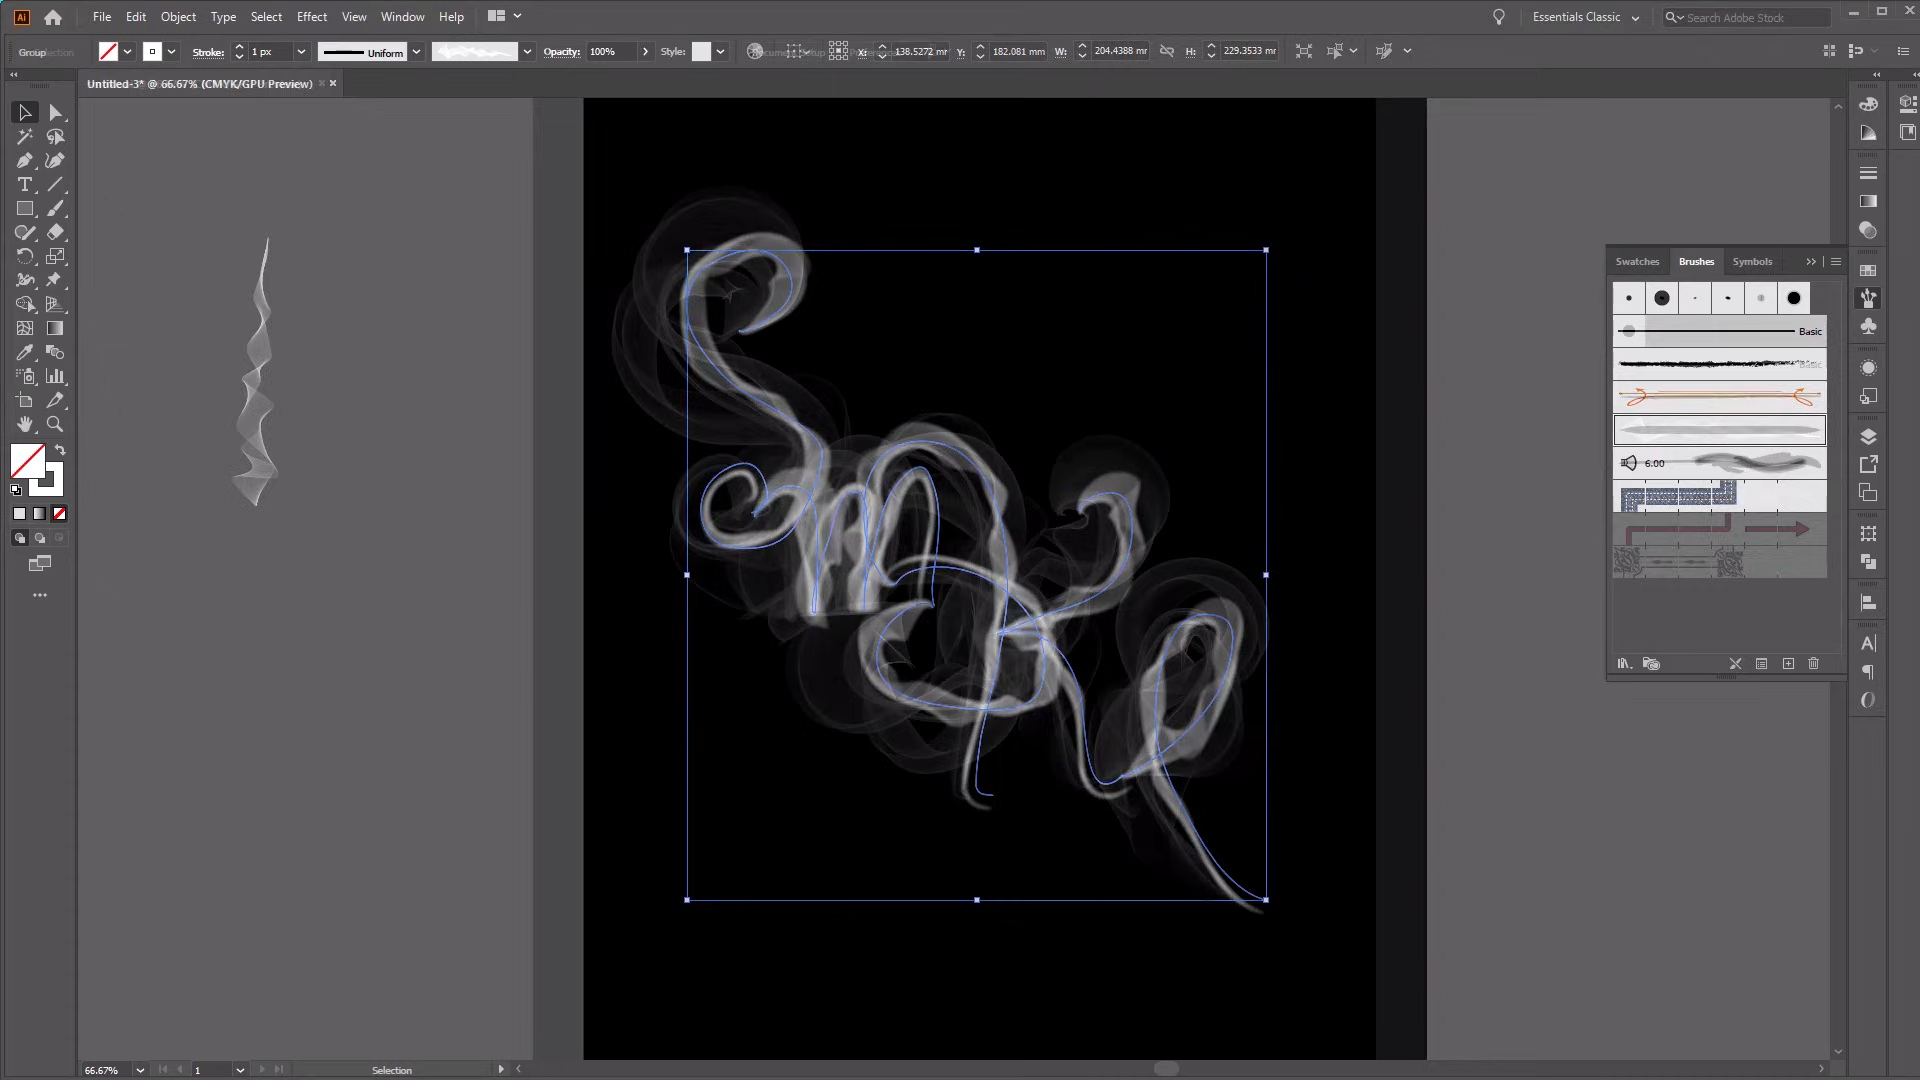 File Edit Object Type Select Effect View Window Help
Essentials Classic
Search Adobe Stock
Group
Stroke: 1 px
Uniform
Opacity: 100%
Style:
X: 138.5272 mr
Y: 182.081 mm
W: 204.4388 mr
H: 229.3533 mr
Untitled-3* @ 66.67% (CMYK/GPU Preview)
Smoke
Swatches Brushes Symbols
Basic
6.00
66.67%
1
Selection